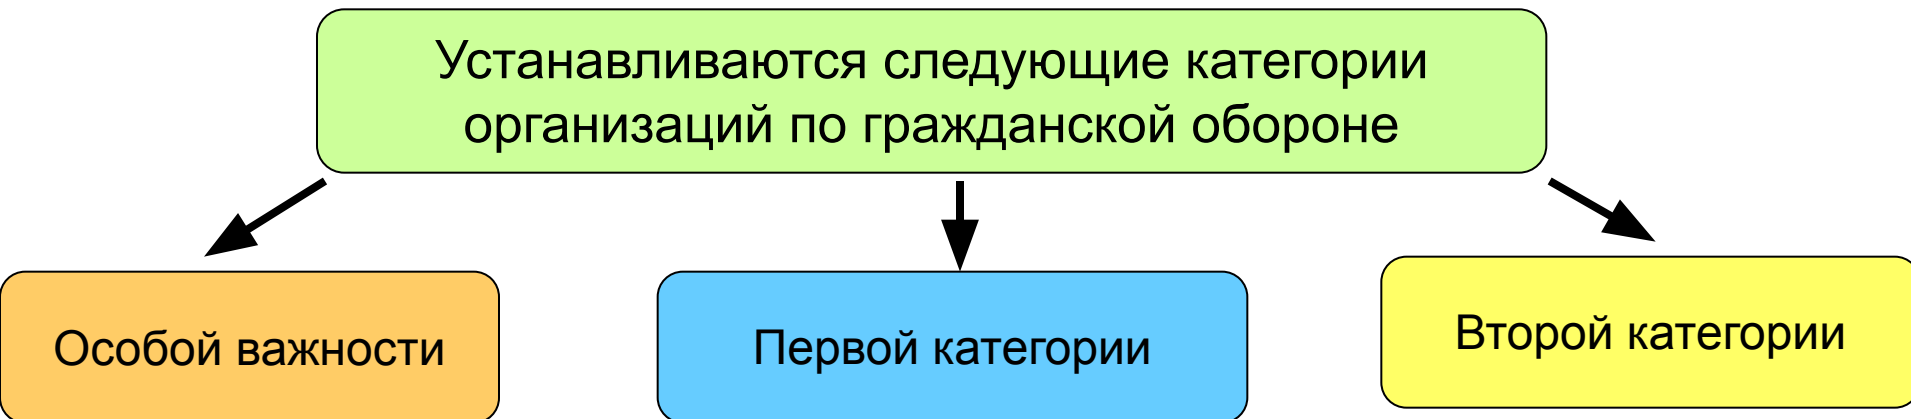 Устанавливаются следующие категории
организаций по гражданской обороне
Особой важности
Первой категории
Второй категории